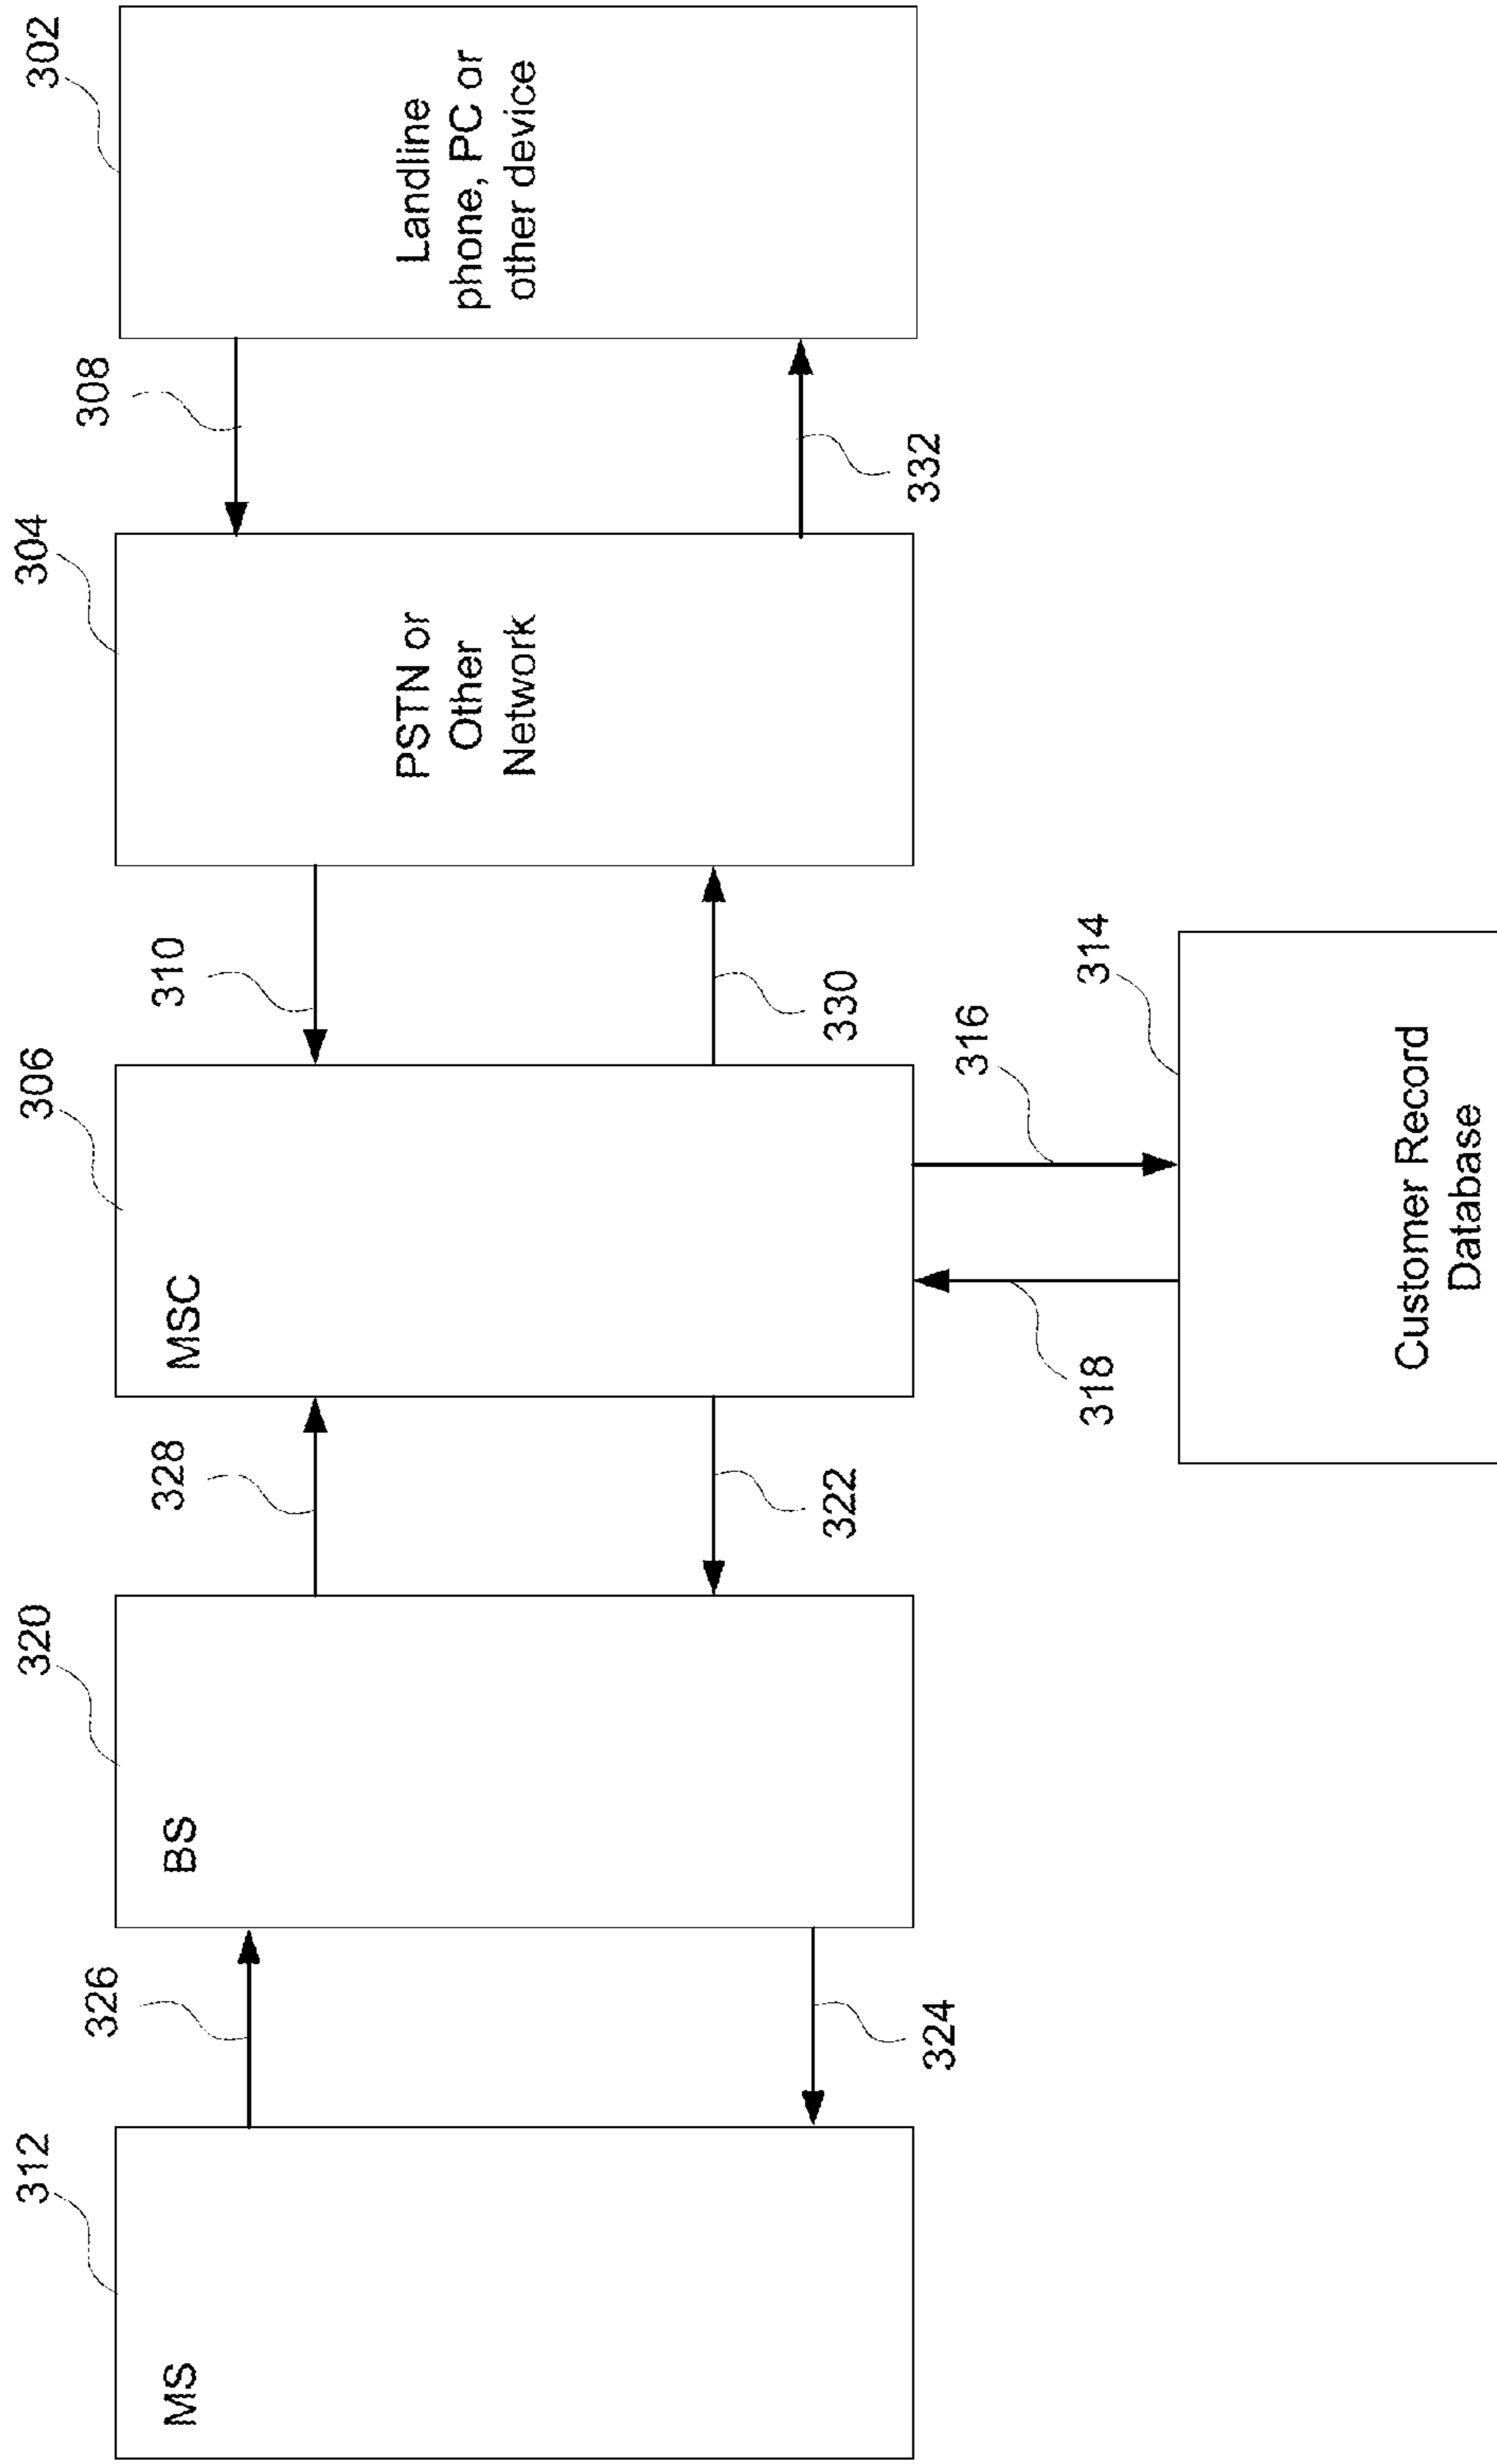 312
320
306
304
302
326
308
328
310
MS
BS
MSC
PSTN or
Other
Network
Landline
phone, PC or
other device
322
330
324
332
316
318
314
Customer Record
Database